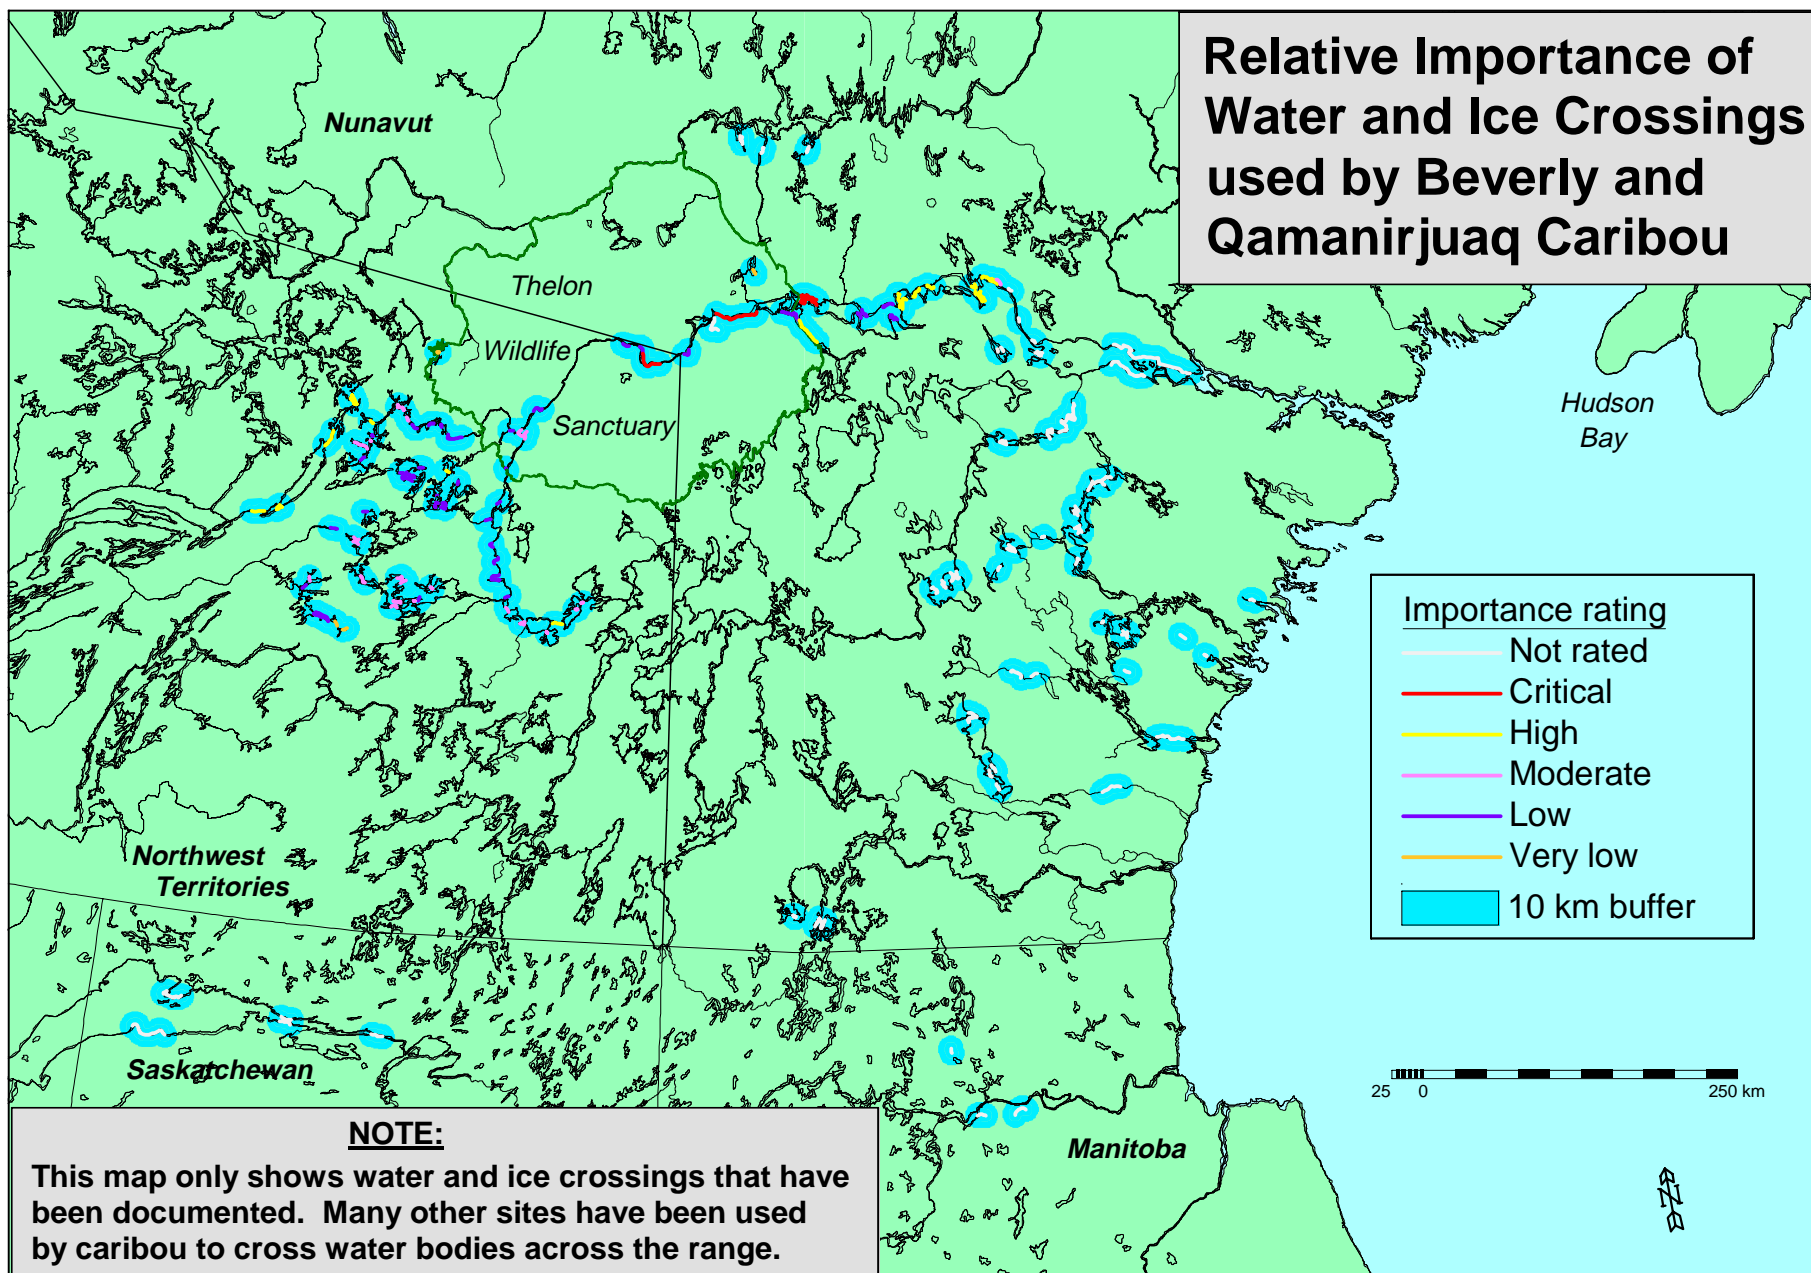 Relative Importance of
Water and Ice Crossings
used by Beverly and
Qamanirjuaq Caribou
Nunavut
Thelon
Wildlife
Sanctuary
Hudson
Bay
Importance rating
Not rated
Critical
High
Moderate
Low
Very low
10 km buffer
Northwest
Territories
Saskatchewan
Manitoba
25 0 250 km
N
NOTE:
This map only shows water and ice crossings that have
been documented. Many other sites have been used
by caribou to cross water bodies across the range.